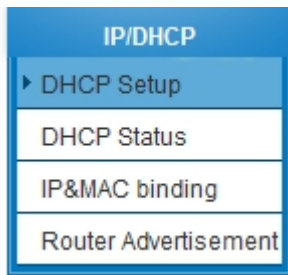 IP/DHCP
DHCP Setup
DHCP Status
IP&MAC binding
Router Advertisement